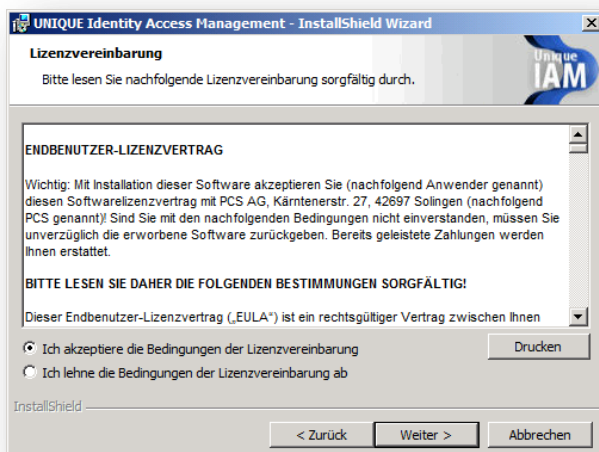 UNIQUE Identity Access Management - InstallShield Wizard
Lizenzvereinbarung
Bitte lesen Sie nachfolgende Lizenzvereinbarung sorgfältig durch.
Unique
IAM
ENDBENUTZER-LIZENZVERTRAG
Wichtig: Mit Installation dieser Software akzeptieren Sie (nachfolgend Anwender genannt)
diesen Softwarelizenzvertrag mit PCS AG, Kärntenerstr. 27, 42697 Solingen (nachfolgend
PCS genannt)! Sind Sie mit den nachfolgenden Bedingungen nicht einverstanden, müssen Sie
unverzüglich die erworbene Software zurückgeben. Bereits geleistete Zahlungen werden
Ihnen erstattet.
BITTE LESEN SIE DAHER DIE FOLGENDEN BESTIMMUNGEN SORGFÄLTIG!
Dieser Endbenutzer-Lizenzvertrag („EULA“) ist ein rechtsgültiger Vertrag zwischen Ihnen
Ich akzeptiere die Bedingungen der Lizenzvereinbarung
Drucken
Ich lehne die Bedingungen der Lizenzvereinbarung ab
InstallShield
< Zurück
Weiter >
Abbrechen